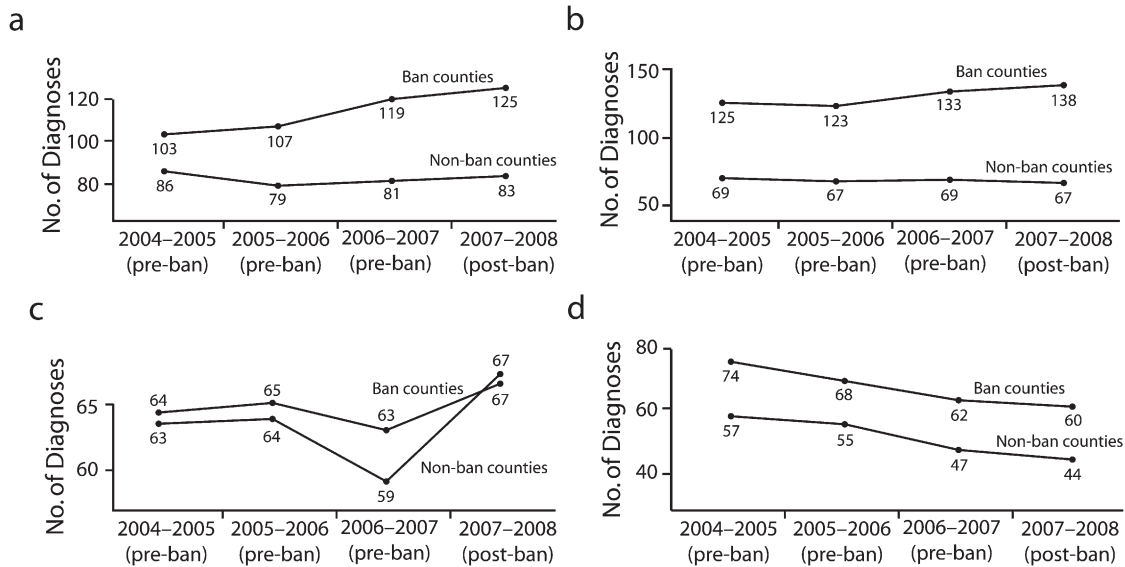 a
No. of Diagnoses
120
100
80
Ban counties
103
107
119
125
Non-ban counties
86
79
81
83
2004–2005
(pre-ban)
2005–2006
(pre-ban)
2006–2007
(pre-ban)
2007–2008
(post-ban)
b
No. of Diagnoses
150
100
50
Ban counties
125
123
133
138
Non-ban counties
69
67
69
67
2004–2005
(pre-ban)
2005–2006
(pre-ban)
2006–2007
(pre-ban)
2007–2008
(post-ban)
c
No. of Diagnoses
65
60
64
65
63
67
Ban counties
63
64
59
67
Non-ban counties
2004–2005
(pre-ban)
2005–2006
(pre-ban)
2006–2007
(pre-ban)
2007–2008
(post-ban)
d
No. of Diagnoses
80
60
40
74
68
62
60
Ban counties
57
55
47
44
Non-ban counties
2004–2005
(pre-ban)
2005–2006
(pre-ban)
2006–2007
(pre-ban)
2007–2008
(post-ban)